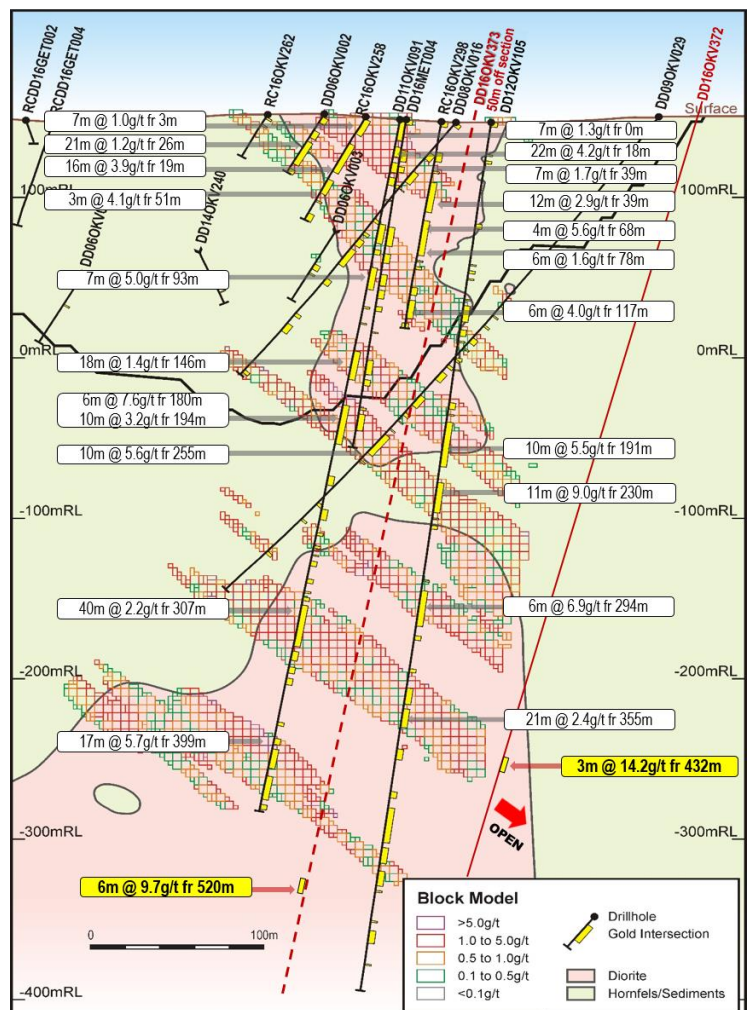 RCDD16GET002
RCDD16GET004
RC16OKV262
DD06OKV002
RC16OKV258
DD11OKV091
DD16MET004
RC16OKV298
DD08OKV016
DD16OKV373
50m off section
DD12OKV105
DD09OKV029
DD16OKV372
Surface
7m @ 1.0g/t fr 3m
21m @ 1.2g/t fr 26m
16m @ 3.9g/t fr 19m
3m @ 4.1g/t fr 51m
7m @ 1.3g/t fr 0m
22m @ 4.2g/t fr 18m
7m @ 1.7g/t fr 39m
12m @ 2.9g/t fr 39m
4m @ 5.6g/t fr 68m
6m @ 1.6g/t fr 78m
100mRL
100mRL
DD06OKV003
DD14OKV240
DD06OKV0
7m @ 5.0g/t fr 93m
6m @ 4.0g/t fr 117m
0mRL
0mRL
18m @ 1.4g/t fr 146m
6m @ 7.6g/t fr 180m
10m @ 3.2g/t fr 194m
10m @ 5.6g/t fr 255m
10m @ 5.5g/t fr 191m
11m @ 9.0g/t fr 230m
-100mRL
-100mRL
40m @ 2.2g/t fr 307m
6m @ 6.9g/t fr 294m
-200mRL
-200mRL
21m @ 2.4g/t fr 355m
17m @ 5.7g/t fr 399m
3m @ 14.2g/t fr 432m
OPEN
-300mRL
-300mRL
6m @ 9.7g/t fr 520m
0
100m
-400mRL
Block Model
>5.0g/t
1.0 to 5.0g/t
0.5 to 1.0g/t
0.1 to 0.5g/t
<0.1g/t
Drillhole
Gold Intersection
Diorite
Hornfels/Sediments